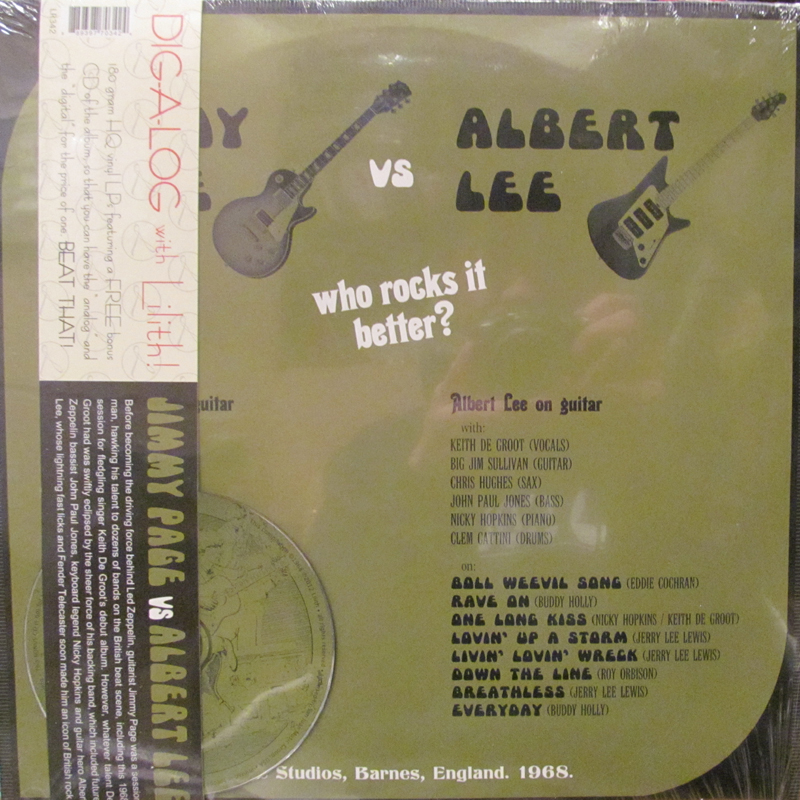 LR342
DIG-A-LOG with Lilith!
180 gram HQ vinyl LPs featuring a FREE bonus
CD of the album, so that you can have the "analog" and
the "digital" for the price of one. BEAT THAT!
JIMMY PAGE VS ALBERT LEE
Before becoming the driving force behind Led Zeppelin, guitarist Jimmy Page was a session
man, hawking his talent to dozens of bands on the British beat scene, including this 1968
session for fledgling singer Keith De Groot's debut album. However, whatever talent De
Groot had was swiftly eclipsed by the sheer force of his backing band, which included future
Zeppelin bassist John Paul Jones, keyboard legend Nicky Hopkins and guitar hero Albert
Lee, whose lightning fast licks and Fender Telecaster soon made him an icon of British rock
VS
ALBERT
LEE
who rocks it
better?
guitar
Albert Lee on guitar
with:
KEITH DE GROOT (VOCALS)
BIG JIM SULLIVAN (GUITAR)
CHRIS HUGHES (SAX)
JOHN PAUL JONES (BASS)
NICKY HOPKINS (PIANO)
CLEM CATTINI (DRUMS)
on:
BOLL WEEVIL SONG (EDDIE COCHRAN)
RAVE ON (BUDDY HOLLY)
ONE LONG KISS (NICKY HOPKINS / KEITH DE GROOT)
LOVIN' UP A STORM (JERRY LEE LEWIS)
LIVIN' LOVIN' WRECK (JERRY LEE LEWIS)
DOWN THE LINE (ROY ORBISON)
BREATHLESS (JERRY LEE LEWIS)
EVERYDAY (BUDDY HOLLY)
Studios, Barnes, England. 1968.